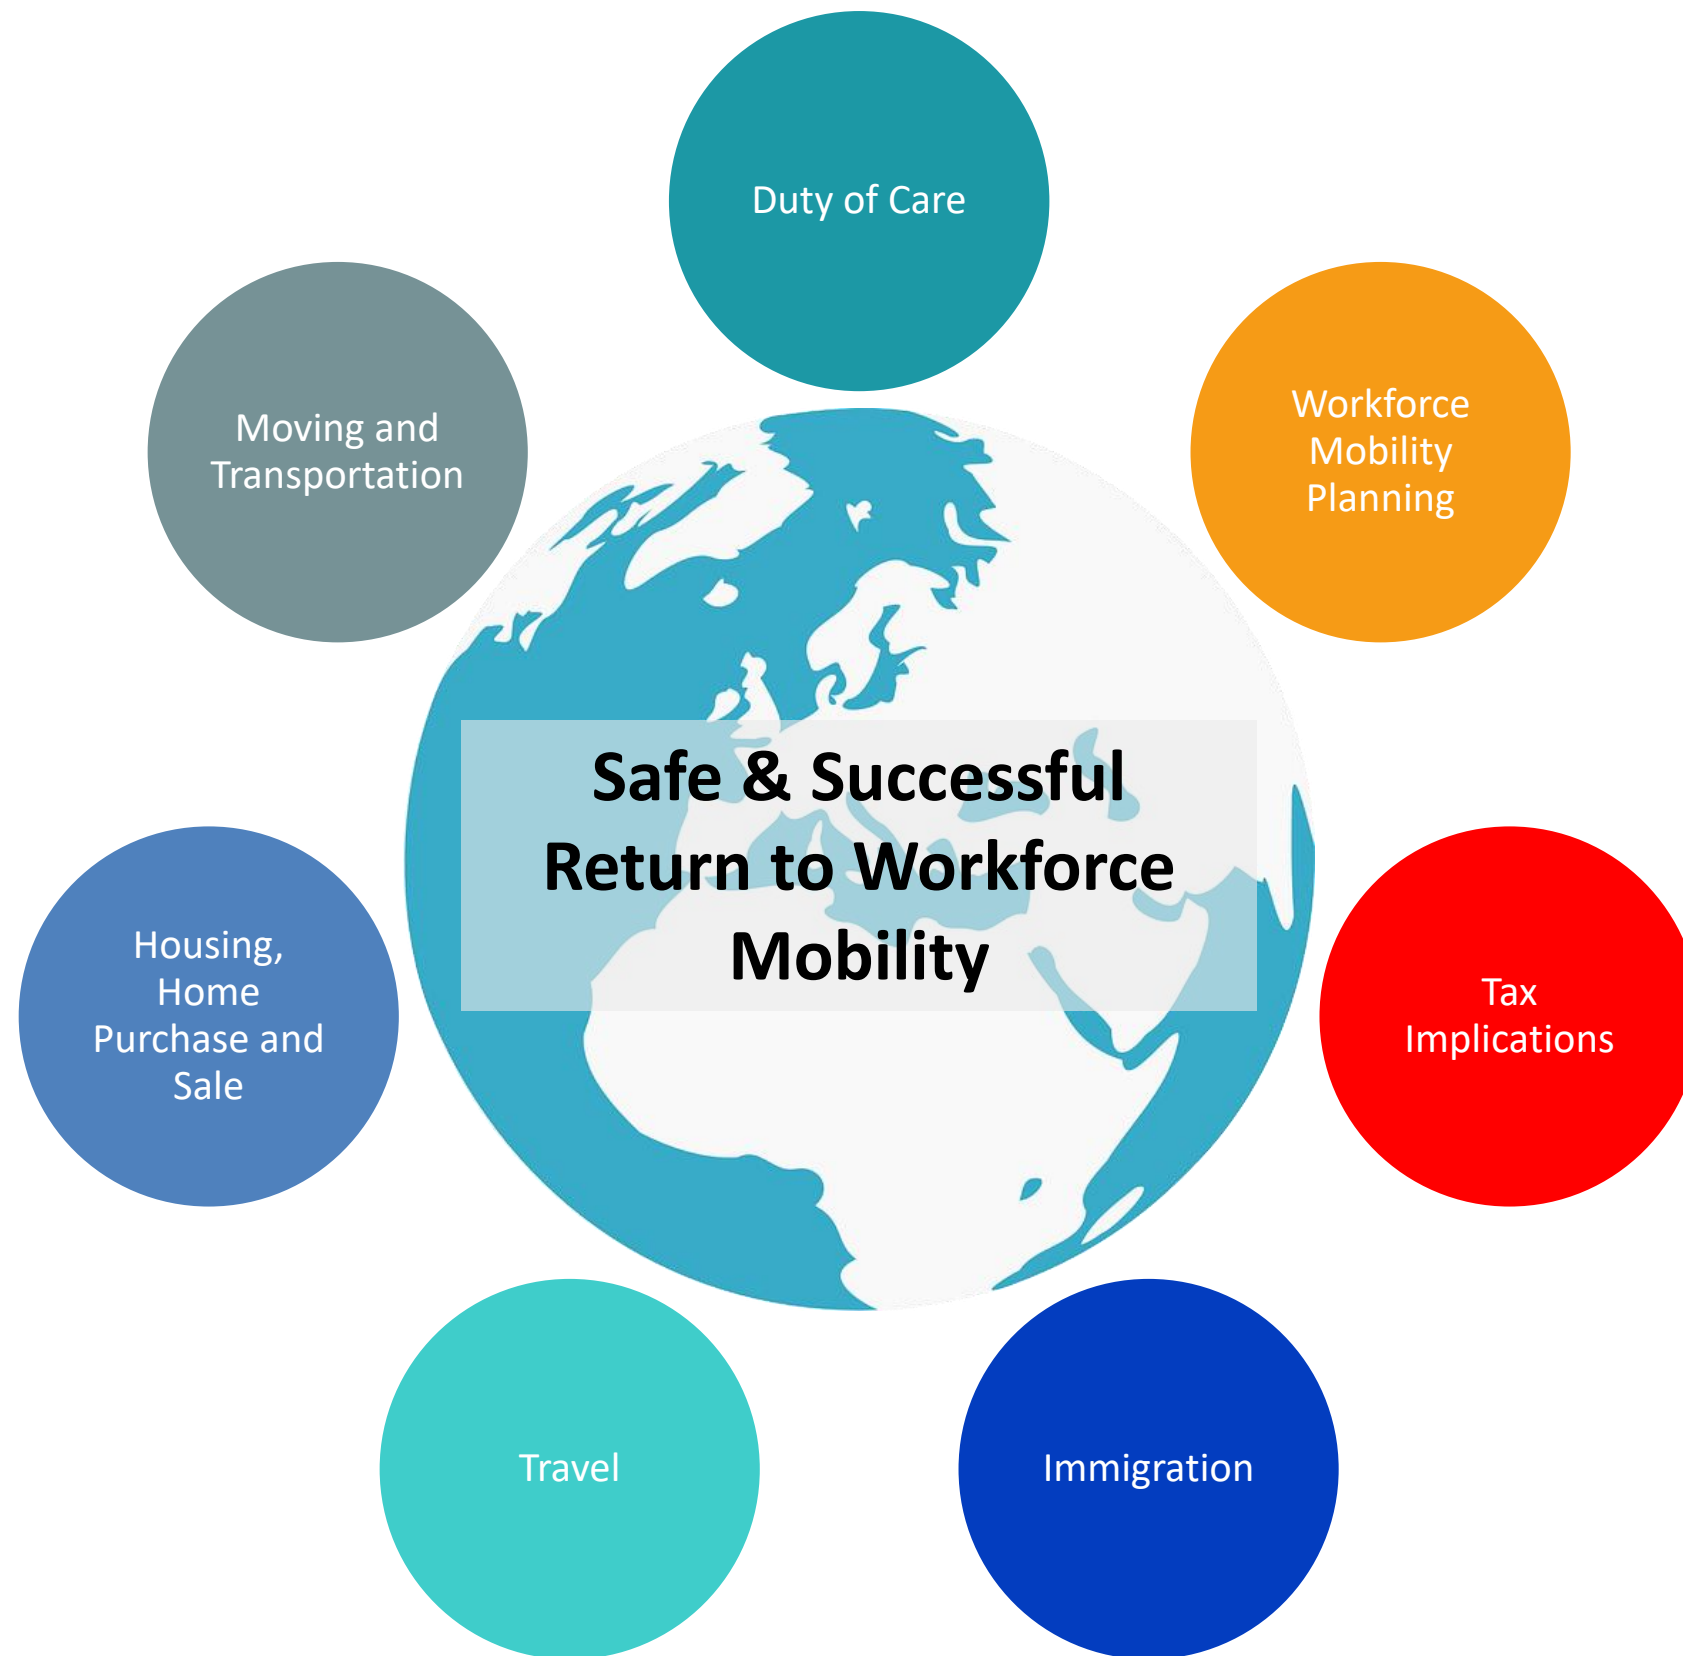 Duty of Care
Workforce
Mobility
Planning
Moving and
Transportation
Safe & Successful
Return to Workforce
Mobility
Housing,
Home
Purchase and
Sale
Tax
Implications
Travel
Immigration